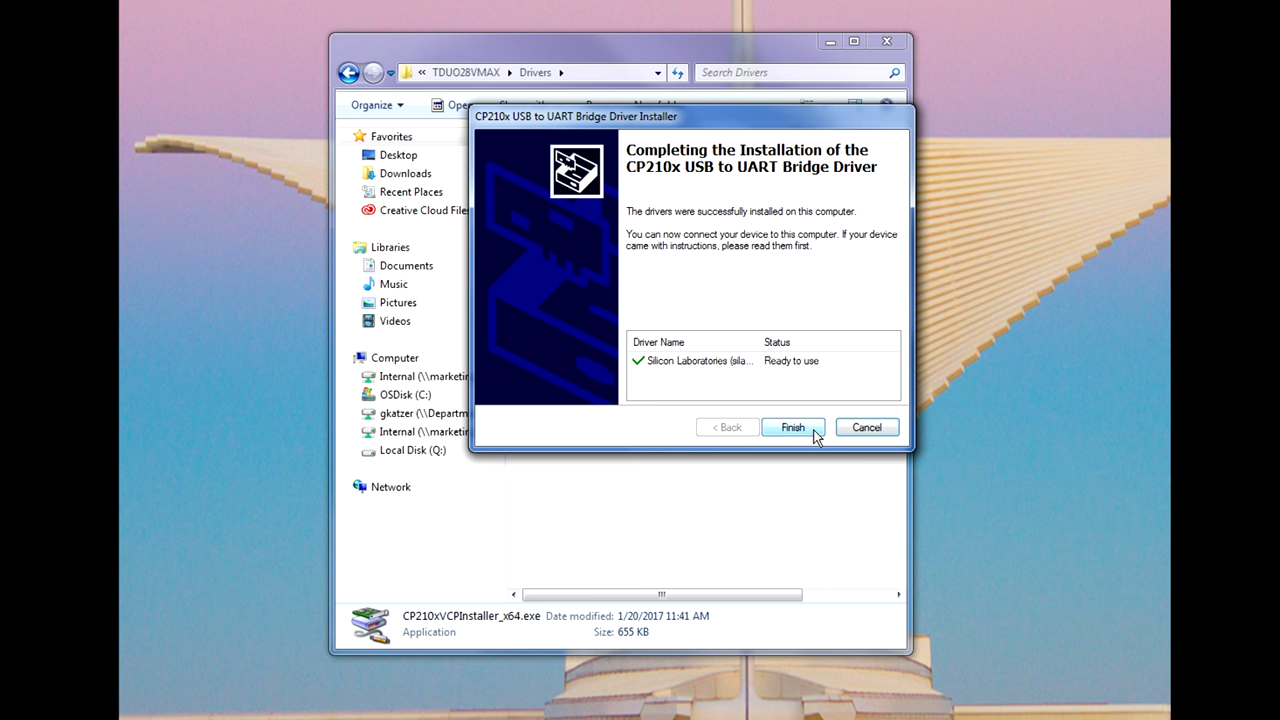 « TDUO28VMAX ▸ Drivers ▸
Search Drivers
Organize
CP210x USB to UART Bridge Driver Installer
Favorites
Desktop
Downloads
Recent Places
Creative Cloud File
Libraries
Documents
Music
Pictures
Videos
Computer
Internal (\\marketin
OSDisk (C:)
gkatzer (\\Departm
Internal (\\marketin
Local Disk (Q:)
Network
Completing the Installation of the
CP210x USB to UART Bridge Driver
The drivers were successfully installed on this computer.
You can now connect your device to this computer. If your device
came with instructions, please read them first.
Driver Name Status
Silicon Laboratories (sila... Ready to use
< Back Finish Cancel
CP210xVCPInstaller_x64.exe Date modified: 1/20/2017 11:41 AM
Application Size: 655 KB